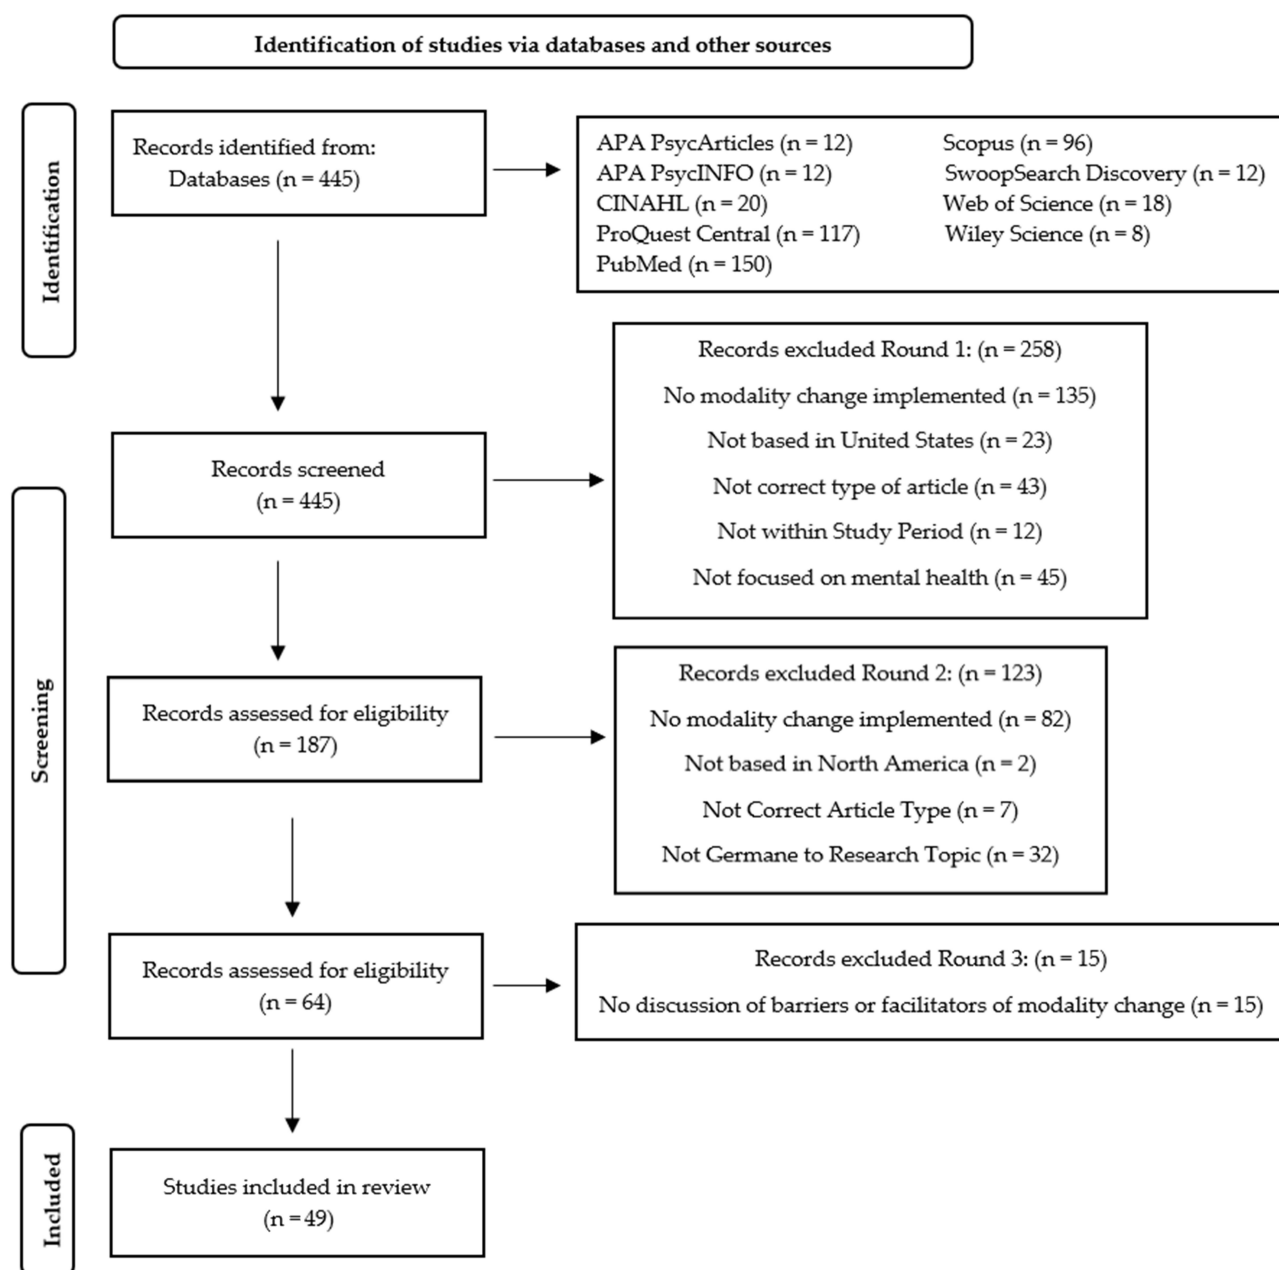 Identification of studies via databases and other sources
Identification
Records identified from:
Databases (n = 445)
APA PsycArticles (n = 12)
APA PsycINFO (n = 12)
CINAHL (n = 20)
ProQuest Central (n = 117)
PubMed (n = 150)
Scopus (n = 96)
SwoopSearch Discovery (n = 12)
Web of Science (n = 18)
Wiley Science (n = 8)
Screening
Records screened
(n = 445)
Records excluded Round 1: (n = 258)
No modality change implemented (n = 135)
Not based in United States (n = 23)
Not correct type of article (n = 43)
Not within Study Period (n = 12)
Not focused on mental health (n = 45)
Records assessed for eligibility
(n = 187)
Records excluded Round 2: (n = 123)
No modality change implemented (n = 82)
Not based in North America (n = 2)
Not Correct Article Type (n = 7)
Not Germane to Research Topic (n = 32)
Records assessed for eligibility
(n = 64)
Records excluded Round 3: (n = 15)
No discussion of barriers or facilitators of modality change (n = 15)
Included
Studies included in review
(n = 49)